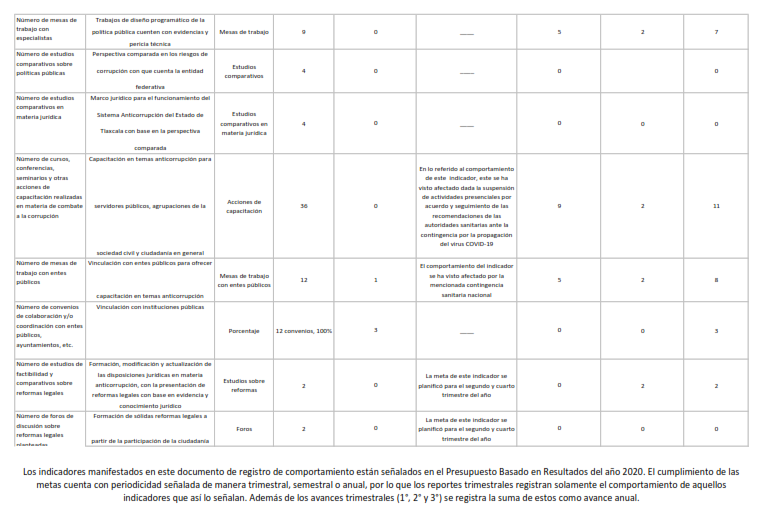 Número de mesas de
trabajo con
especialistas
Trabajos de diseño programático de la
política pública cuenten con evidencias y
pericia técnica
Mesas de trabajo
9
0
____
5
2
7
Número de estudios
comparativos sobre
políticas públicas
Perspectiva comparada en los riesgos de
corrupción con que cuenta la entidad
federativa
Estudios
comparativos
4
0
____
0
0
Número de estudios
comparativos en
materia jurídica
Marco jurídico para el funcionamiento del
Sistema Anticorrupción del Estado de
Tlaxcala con base en la perspectiva
comparada
Estudios
comparativos en
materia jurídica
4
0
____
0
0
0
Número de cursos,
conferencias,
seminarios y otras
acciones de
capacitación realizadas
en materia de combate
a la corrupción
Capacitación en temas anticorrupción para
servidores públicos, agrupaciones de la
sociedad civil y ciudadanía en general
Acciones de
capacitación
36
0
En lo referido al comportamiento
de este indicador, este se ha
visto afectado dada la suspensión
de actividades presenciales por
acuerdo y seguimiento de las
recomendaciones de las
autoridades sanitarias ante la
contingencia por la propagación
del virus COVID-19
9
2
11
Número de mesas de
trabajo con entes
públicos
Vinculación con entes públicos para ofrecer
capacitación en temas anticorrupción
Mesas de trabajo
con entes públicos
12
1
El comportamiento del indicador
se ha visto afectado por la
mencionada contingencia
sanitaria nacional
5
2
8
Número de convenios
de colaboración y/o
coordinación con entes
públicos,
ayuntamientos, etc.
Vinculación con instituciones públicas
Porcentaje
12 convenios, 100%
3
____
0
0
3
Número de estudios de
factibilidad y
comparativos sobre
reformas legales
Formación, modificación y actualización de
las disposiciones jurídicas en materia
anticorrupción, con la presentación de
reformas legales con base en evidencia y
conocimiento jurídico
Estudios sobre
reformas
2
0
La meta de este indicador se
planificó para el segundo y cuarto
trimestre del año
0
2
2
Número de foros de
discusión sobre
reformas legales
planteadas
Formación de sólidas reformas legales a
partir de la participación de la ciudadanía
Foros
2
0
La meta de este indicador se
planificó para el segundo y cuarto
trimestre del año
0
0
0
Los indicadores manifestados en este documento de registro de comportamiento están señalados en el Presupuesto Basado en Resultados del año 2020. El cumplimiento de las
metas cuenta con periodicidad señalada de manera trimestral, semestral o anual, por lo que los reportes trimestrales registran solamente el comportamiento de aquellos
indicadores que así lo señalan. Además de los avances trimestrales (1°, 2° y 3°) se registra la suma de estos como avance anual.